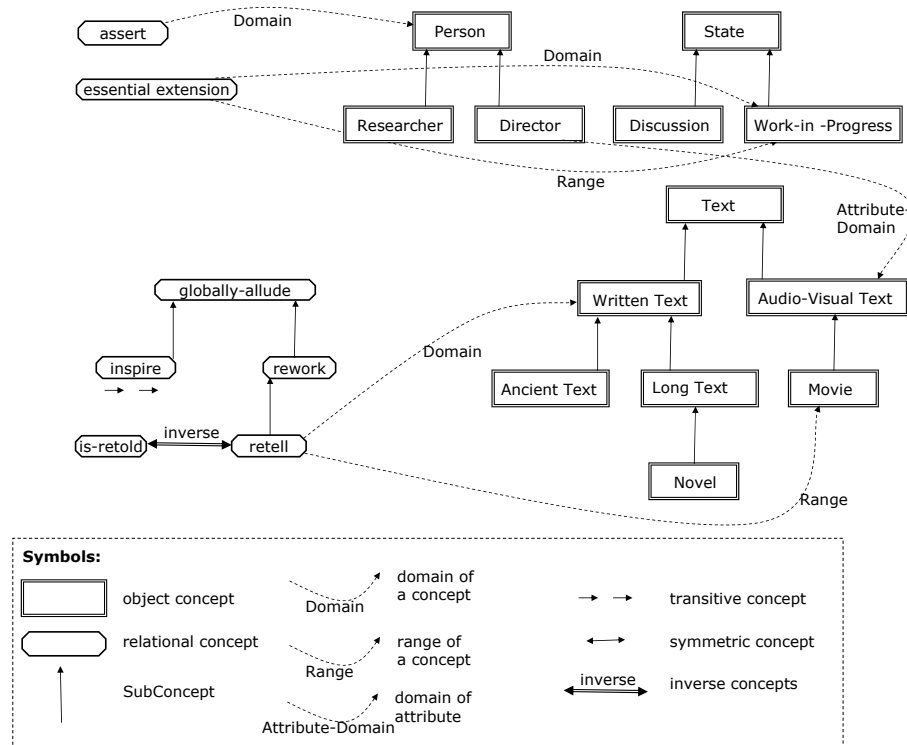 Domain
assert
Person
State
Domain
essential extension
Researcher
Director
Discussion
Work-in -Progress
Range
Text
Attribute-
Domain
globally-allude
Written Text
Audio-Visual Text
Domain
inspire
rework
Ancient Text
Long Text
Movie
inverse
is-retold
retell
Novel
Range
Symbols:
object concept
Domain
domain of
a concept
transitive concept
relational concept
Range
range of
a concept
symmetric concept
SubConcept
Attribute-Domain
domain of
attribute
inverse
inverse concepts